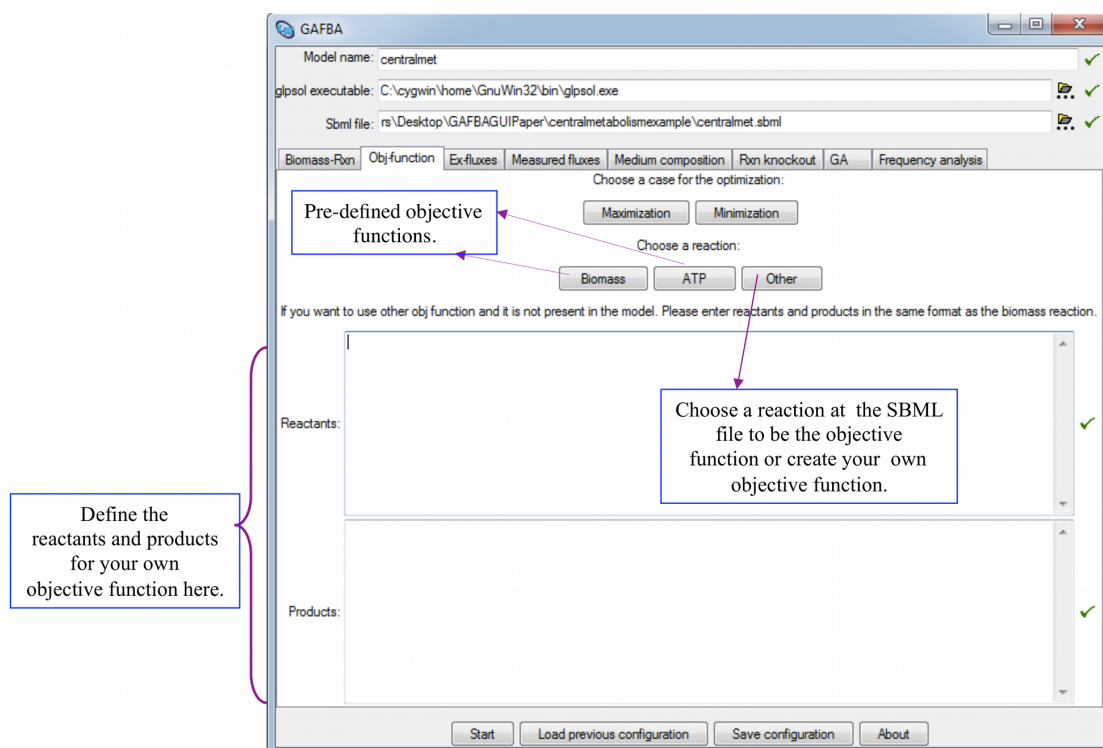 GAFBA
Model name: centralmet
glpsol executable: C:\cygwin\home\GnuWin32\bin\glpsol.exe
Sbml file: rs\Desktop\GAFBAGUIPaper\centralmetabolismexample\centralmet.sbml
Biomass-Rxn Obj-function Ex-fluxes Measured fluxes Medium composition Rxn knockout GA Frequency analysis
Choose a case for the optimization:
Maximization Minimization
Pre-defined objective
functions.
Choose a reaction:
Biomass ATP Other
If you want to use other obj function and it is not present in the model. Please enter reactants and products in the same format as the biomass reaction.
Reactants:
Choose a reaction at the SBML
file to be the objective
function or create your own
objective function.
Define the
reactants and products
for your own
objective function here.
Products:
Start Load previous configuration Save configuration About